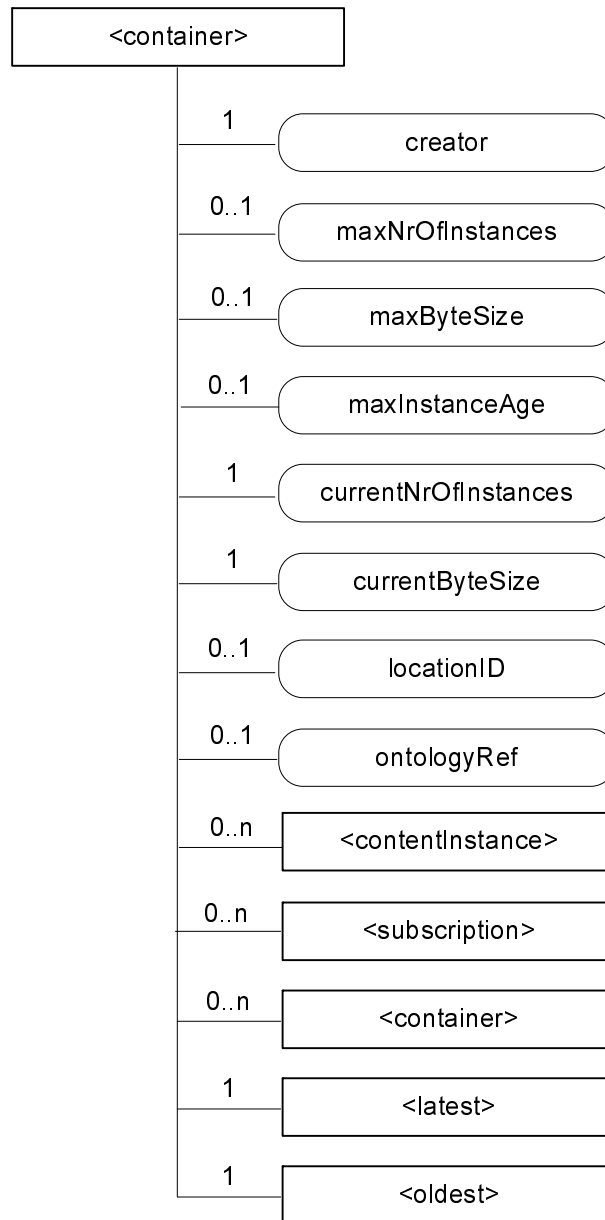 <container>
1
creator
0..1
maxNrOfInstances
0..1
maxByteSize
0..1
maxInstanceAge
1
currentNrOfInstances
1
currentByteSize
0..1
locationID
0..1
ontologyRef
0..n
<contentInstance>
0..n
<subscription>
0..n
<container>
1
<latest>
1
<oldest>